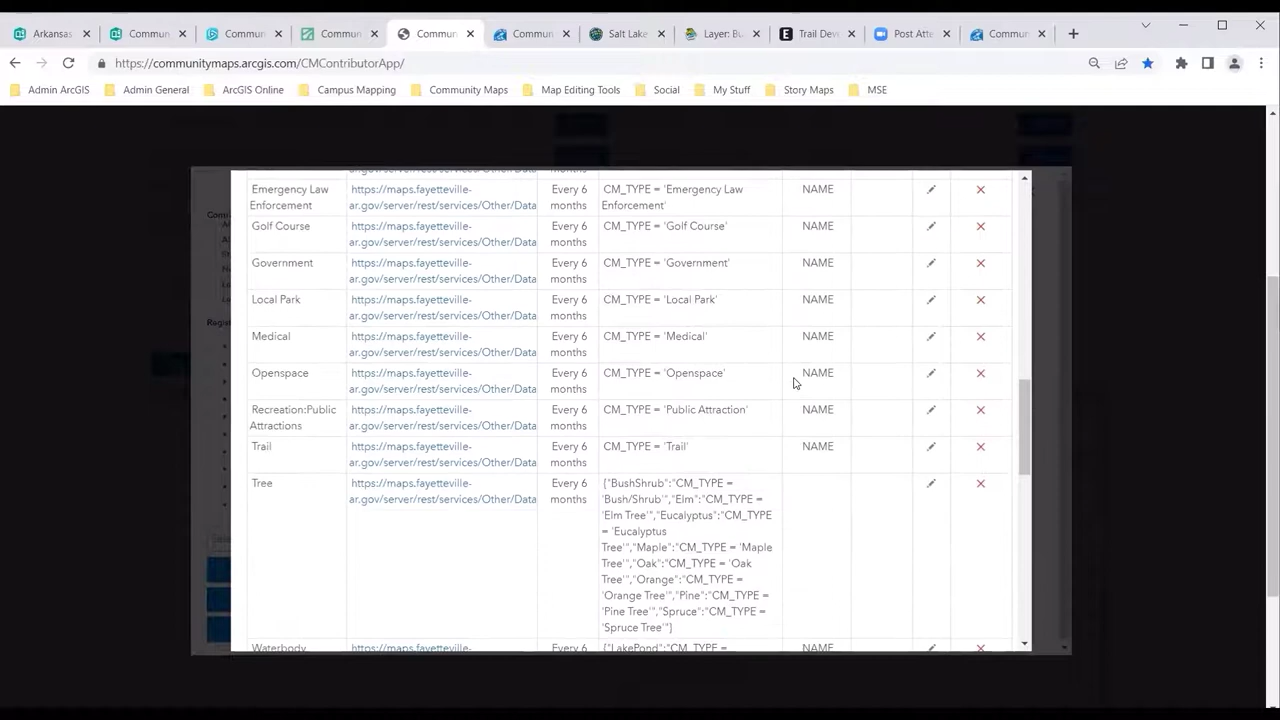 Arkansas
Commun
Commun
Commun
Commun
Commun
Salt Lake
Layer: Bu
Trail Dev
Post Atte
Commun
https://communitymaps.arcgis.com/CMContributorApp/
Admin ArcGIS
Admin General
ArcGIS Online
Campus Mapping
Community Maps
Map Editing Tools
Social
My Stuff
Story Maps
MSE
Emergency Law
Enforcement
https://maps.fayetteville-
ar.gov/server/rest/services/Other/Data
Every 6
months
CM_TYPE = 'Emergency Law
Enforcement'
NAME
Golf Course
https://maps.fayetteville-
ar.gov/server/rest/services/Other/Data
Every 6
months
CM_TYPE = 'Golf Course'
NAME
Government
https://maps.fayetteville-
ar.gov/server/rest/services/Other/Data
Every 6
months
CM_TYPE = 'Government'
NAME
Local Park
https://maps.fayetteville-
ar.gov/server/rest/services/Other/Data
Every 6
months
CM_TYPE = 'Local Park'
NAME
Medical
https://maps.fayetteville-
ar.gov/server/rest/services/Other/Data
Every 6
months
CM_TYPE = 'Medical'
NAME
Openspace
https://maps.fayetteville-
ar.gov/server/rest/services/Other/Data
Every 6
months
CM_TYPE = 'Openspace'
NAME
Recreation:Public
Attractions
https://maps.fayetteville-
ar.gov/server/rest/services/Other/Data
Every 6
months
CM_TYPE = 'Public Attraction'
NAME
Trail
https://maps.fayetteville-
ar.gov/server/rest/services/Other/Data
Every 6
months
CM_TYPE = 'Trail'
NAME
Tree
https://maps.fayetteville-
ar.gov/server/rest/services/Other/Data
Every 6
months
{"BushShrub":"CM_TYPE =
'Bush/Shrub'","Elm":"CM_TYPE =
'Elm Tree'","Eucalyptus":"CM_TYPE
= 'Eucalyptus
Tree'","Maple":"CM_TYPE = 'Maple
Tree'","Oak":"CM_TYPE = 'Oak
Tree'","Orange":"CM_TYPE =
'Orange Tree'","Pine":"CM_TYPE =
'Pine Tree'","Spruce":"CM_TYPE =
'Spruce Tree'"}
Waterbody
https://maps.fayetteville-
Every 6
{"LakePond":"CM_TYPE =
NAME